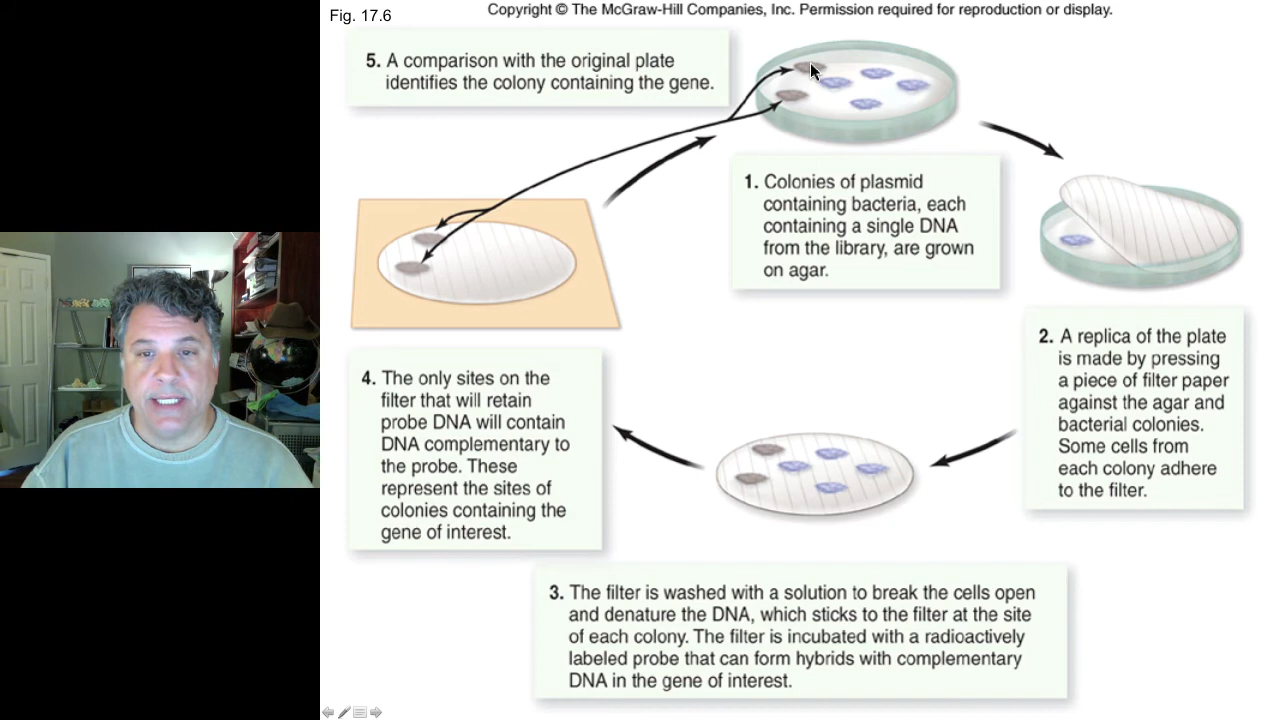 Fig. 17.6
Copyright © The McGraw-Hill Companies, Inc. Permission required for reproduction or display.
5. A comparison with the original plate
identifies the colony containing the gene.
1. Colonies of plasmid
containing bacteria, each
containing a single DNA
from the library, are grown
on agar.
2. A replica of the plate
is made by pressing
a piece of filter paper
against the agar and
bacterial colonies.
Some cells from
each colony adhere
to the filter.
4. The only sites on the
filter that will retain
probe DNA will contain
DNA complementary to
the probe. These
represent the sites of
colonies containing the
gene of interest.
3. The filter is washed with a solution to break the cells open
and denature the DNA, which sticks to the filter at the site
of each colony. The filter is incubated with a radioactively
labeled probe that can form hybrids with complementary
DNA in the gene of interest.